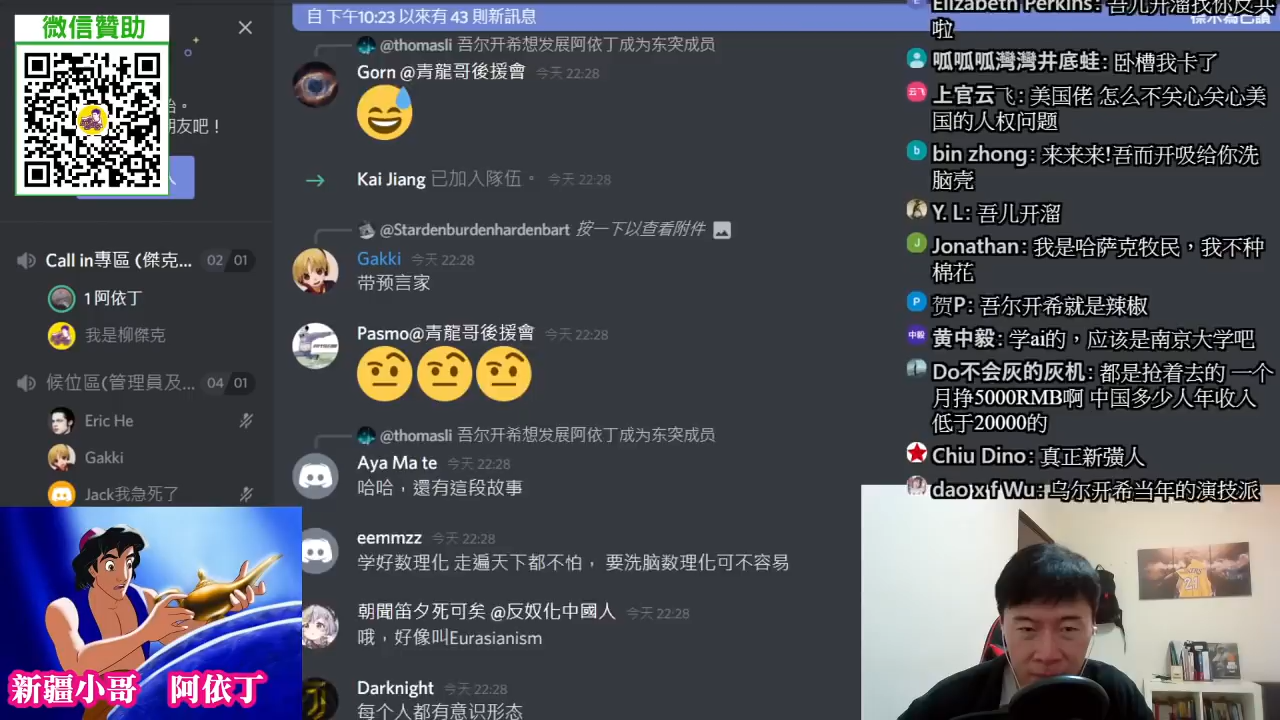 微信贊助
始。
朋友吧！
Call in專區 (傑克... 02 01
1阿依丁
我是柳傑克
候位區(管理員及... 04 01
Eric He
Gakki
Jack我急死了
新疆小哥 阿依丁
自 下午10:23 以來有 43 則新訊息
標示為已讀
@thomasli 吾尔开希想发展阿依丁成为东突成员
Gorn @青龍哥後援會 今天 22:28
Kai Jiang 已加入隊伍。 今天 22:28
@Stardenburdenhardenbart 按一下以查看附件
Gakki 今天 22:28
带预言家
Pasmo@青龍哥後援會 今天 22:28
@thomasli 吾尔开希想发展阿依丁成为东突成员
Aya Ma te 今天 22:28
哈哈，還有這段故事
eemmzz 今天 22:28
学好数理化 走遍天下都不怕， 要洗脑数理化可不容易
朝聞笛夕死可矣 @反奴化中國人 今天 22:28
哦，好像叫Eurasianism
Darknight 今天 22:28
每个人都有意识形态
Elizabeth Perkins: 吾儿开溜我你反共
啦
呱呱呱灣灣井底蛙: 卧槽我卡了
上官云飞: 美国佬 怎么不关心关心美
国的人权问题
bin zhong: 来来来!吾而开吸给你洗
脑壳
Y. L: 吾儿开溜
Jonathan: 我是哈萨克牧民，我不种
棉花
贺P: 吾尔开希就是辣椒
黄中毅: 学ai的，应该是南京大学吧
Do不会灰的灰机: 都是抢着去的 一个
月挣5000RMB啊 中国多少人年收入
低于20000的
Chiu Dino: 真正新彊人
dao x f Wu: 乌尔开希当年的演技派
21